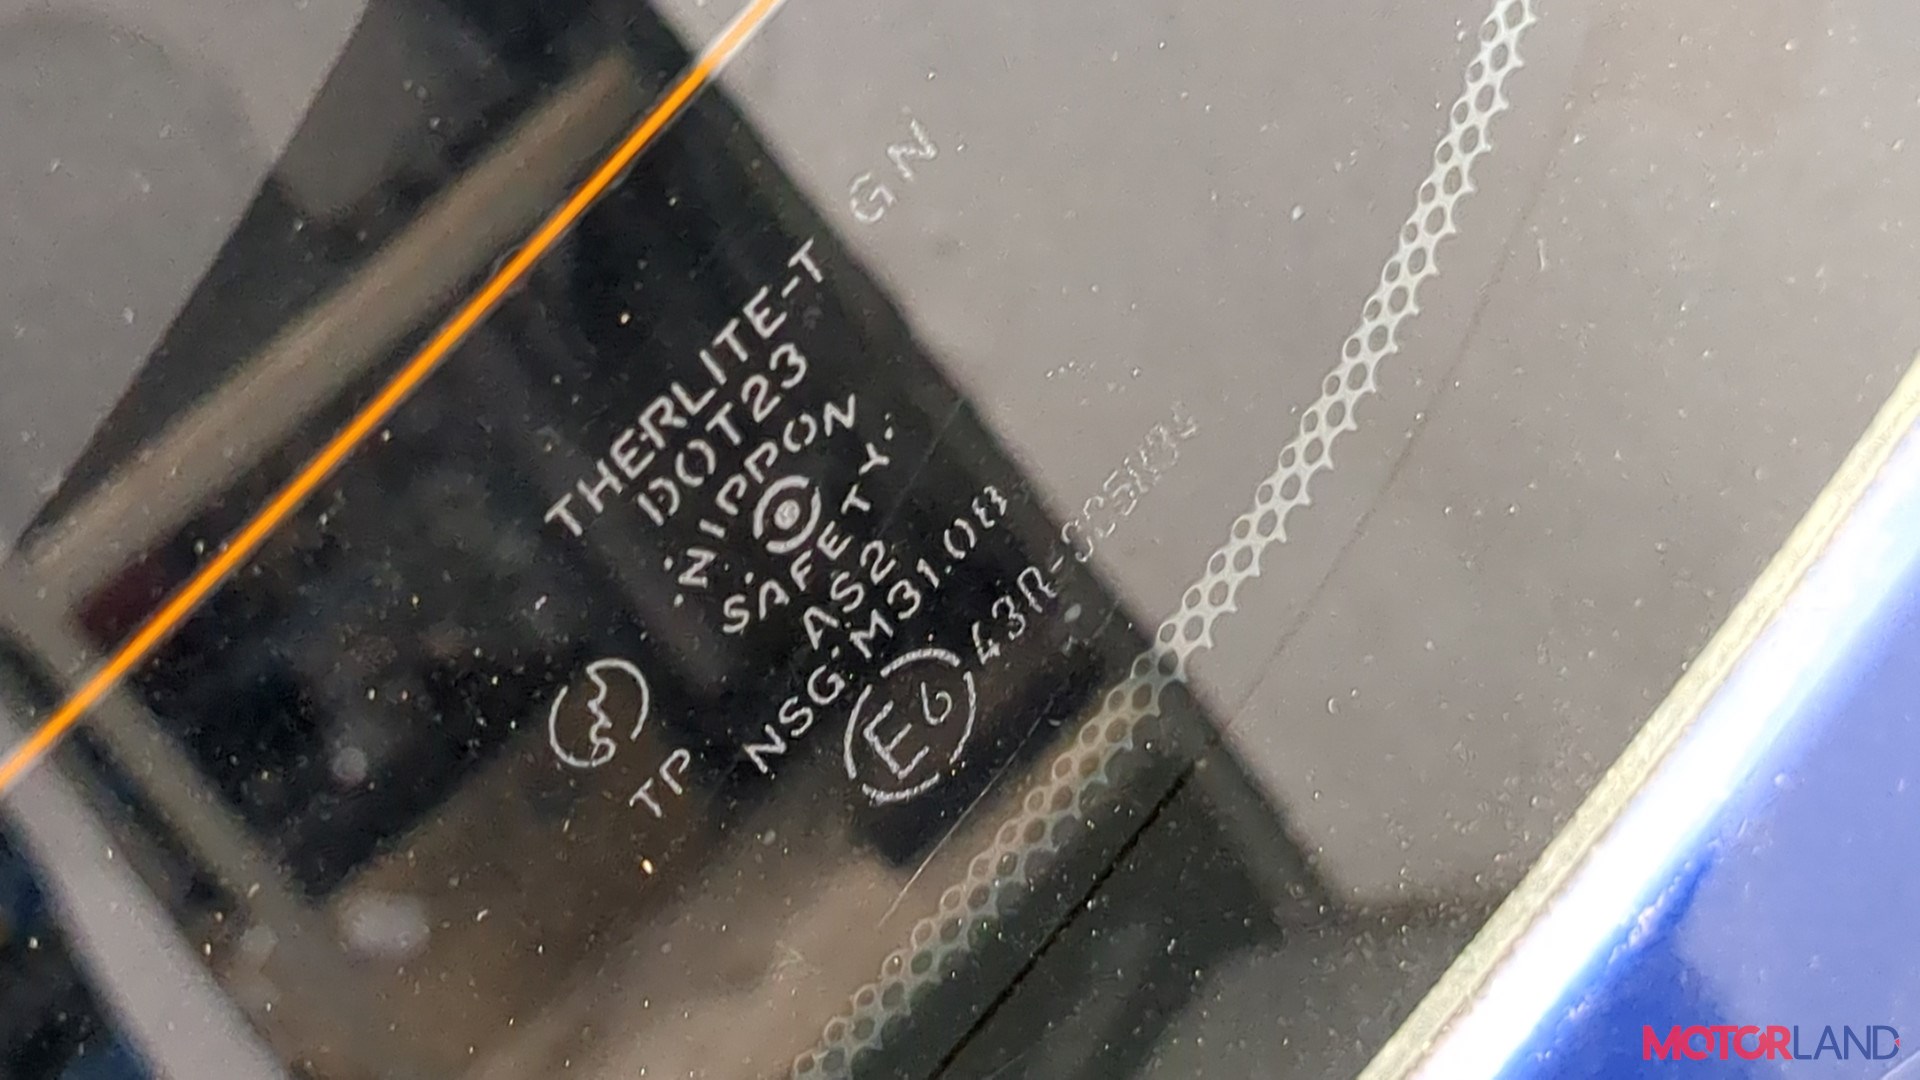 GN
THERLITE-T
DOT23
·NIPPON·
SAFETY·
AS2
TP NSG·M31.08
E6 43R-
MOTORLAND